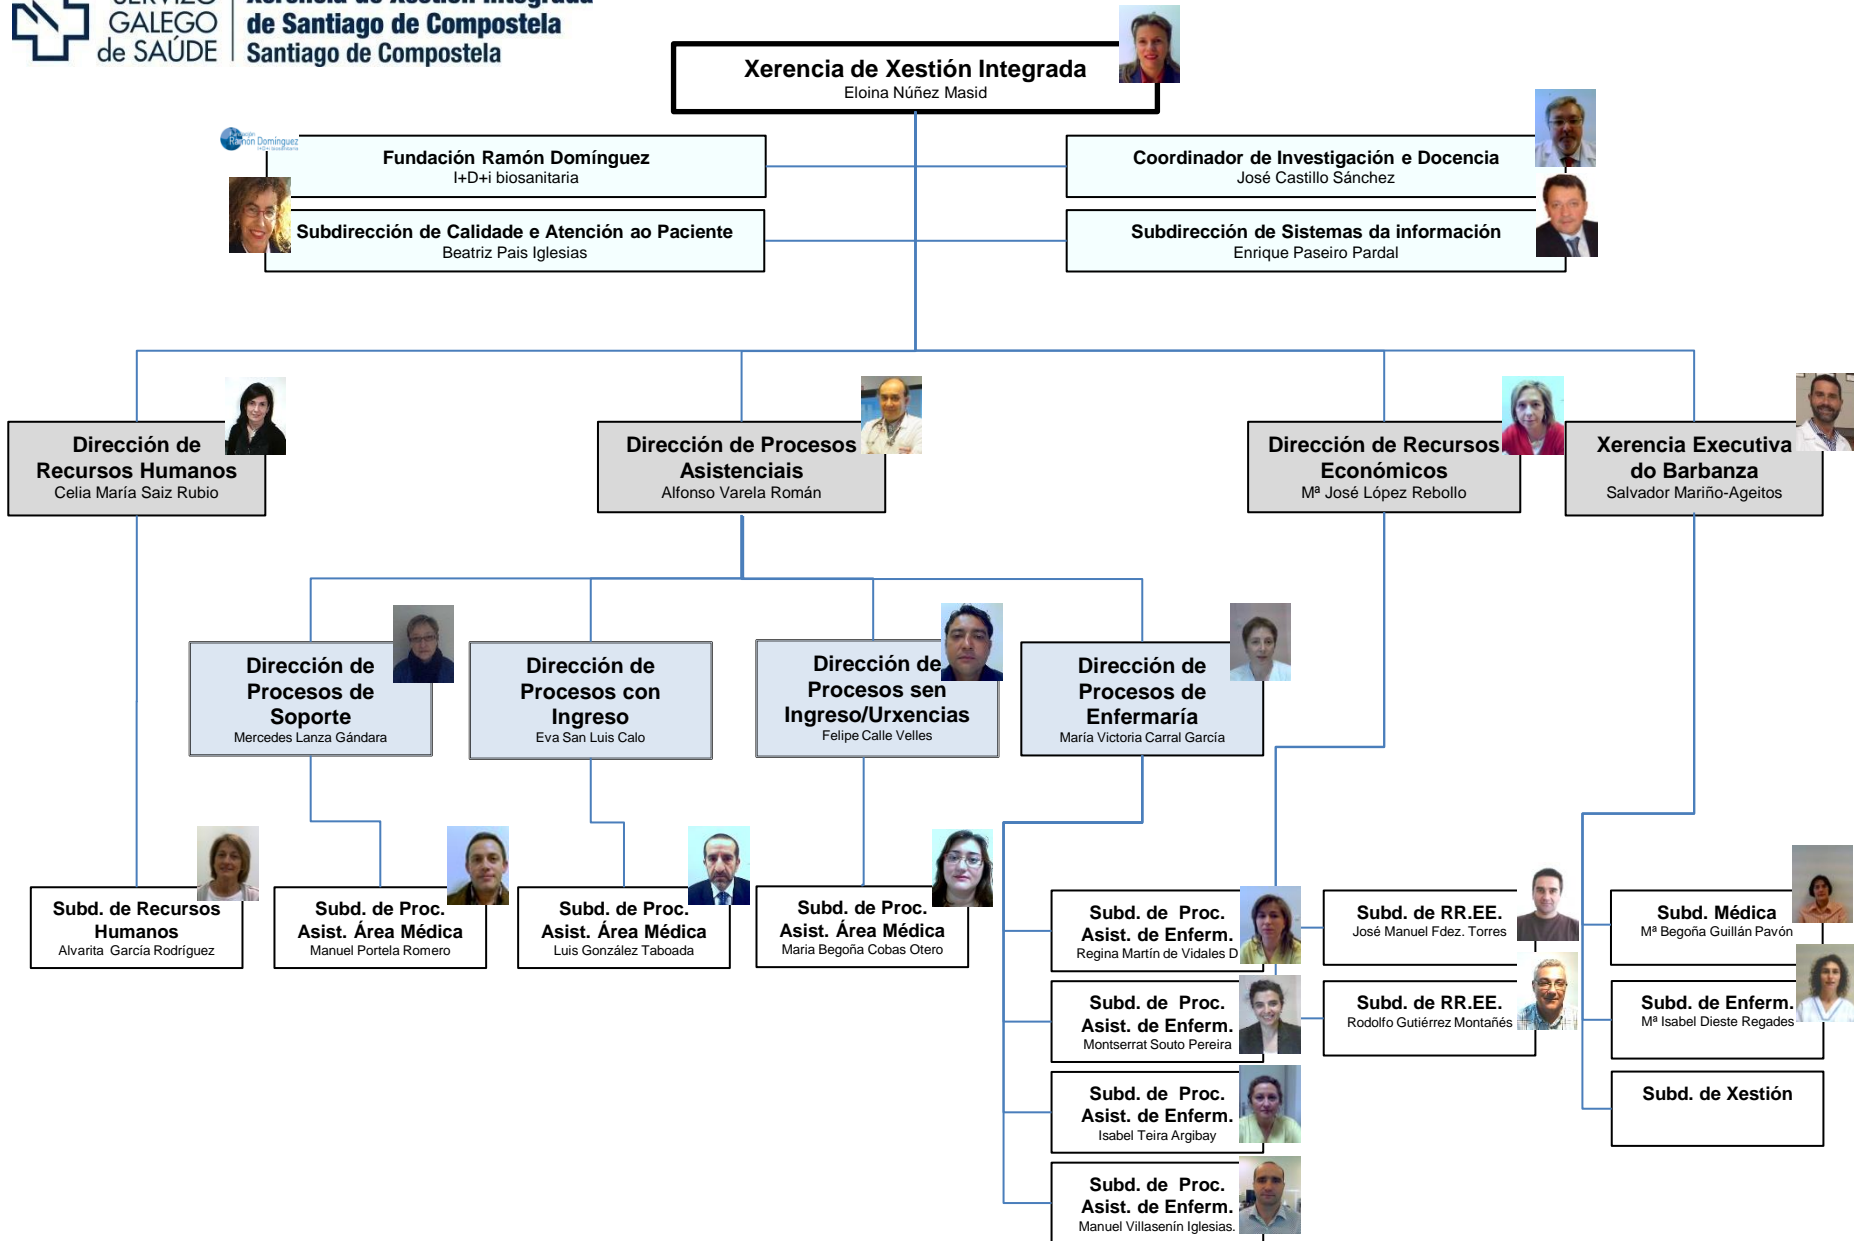 SERVIZO
GALEGO
de SAÚDE
Xerencia de Xestión Integrada
de Santiago de Compostela
Santiago de Compostela
Xerencia de Xestión Integrada
Eloina Núñez Masid
Fundación
Ramón Domínguez
I+D+i biosanitaria
Fundación Ramón Domínguez
I+D+i biosanitaria
Coordinador de Investigación e Docencia
José Castillo Sánchez
Subdirección de Calidade e Atención ao Paciente
Beatriz Pais Iglesias
Subdirección de Sistemas da información
Enrique Paseiro Pardal
Dirección de
Recursos Humanos
Celia María Saiz Rubio
Dirección de Procesos
Asistenciais
Alfonso Varela Román
Dirección de Recursos
Económicos
Mª José López Rebollo
Xerencia Executiva
do Barbanza
Salvador Mariño-Ageitos
Dirección de
Procesos de
Soporte
Mercedes Lanza Gándara
Dirección de
Procesos con
Ingreso
Eva San Luis Calo
Dirección de
Procesos sen
Ingreso/Urxencias
Felipe Calle Velles
Dirección de
Procesos de
Enfermaría
María Victoria Carral García
Subd. de Recursos
Humanos
Alvarita García Rodríguez
Subd. de Proc.
Asist. Área Médica
Manuel Portela Romero
Subd. de Proc.
Asist. Área Médica
Luis González Taboada
Subd. de Proc.
Asist. Área Médica
Maria Begoña Cobas Otero
Subd. de Proc.
Asist. de Enferm.
Regina Martín de Vidales D
Subd. de Proc.
Asist. de Enferm.
Montserrat Souto Pereira
Subd. de Proc.
Asist. de Enferm.
Isabel Teira Argibay
Subd. de Proc.
Asist. de Enferm.
Manuel Villasenín Iglesias.
Subd. de RR.EE.
José Manuel Fdez. Torres
Subd. de RR.EE.
Rodolfo Gutiérrez Montañés
Subd. Médica
Mª Begoña Guillán Pavón
Subd. de Enferm.
Mª Isabel Dieste Regades
Subd. de Xestión